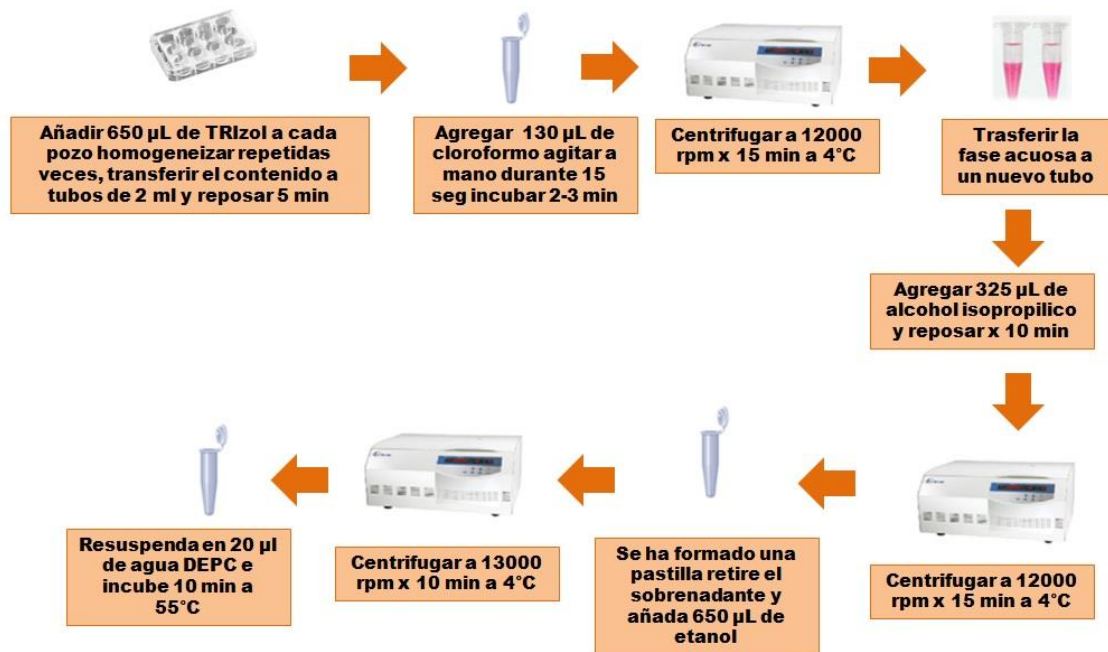 Añadir 650 µL de TRIzol a cada
pozo homogeneizar repetidas
veces, transferir el contenido a
tubos de 2 ml y reposar 5 min
Agregar 130 µL de
cloroformo agitar a
mano durante 15
seg incubar 2-3 min
Centrifugar a 12000
rpm x 15 min a 4°C
Trasferir la
fase acuosa a
un nuevo tubo
Agregar 325 µL de
alcohol isopropilico
y reposar x 10 min
Centrifugar a 12000
rpm x 15 min a 4°C
Se ha formado una
pastilla retire el
sobrenadante y
añada 650 µL de
etanol
Centrifugar a 13000
rpm x 10 min a 4°C
Resuspenda en 20 µl
de agua DEPC e
incube 10 min a
55°C